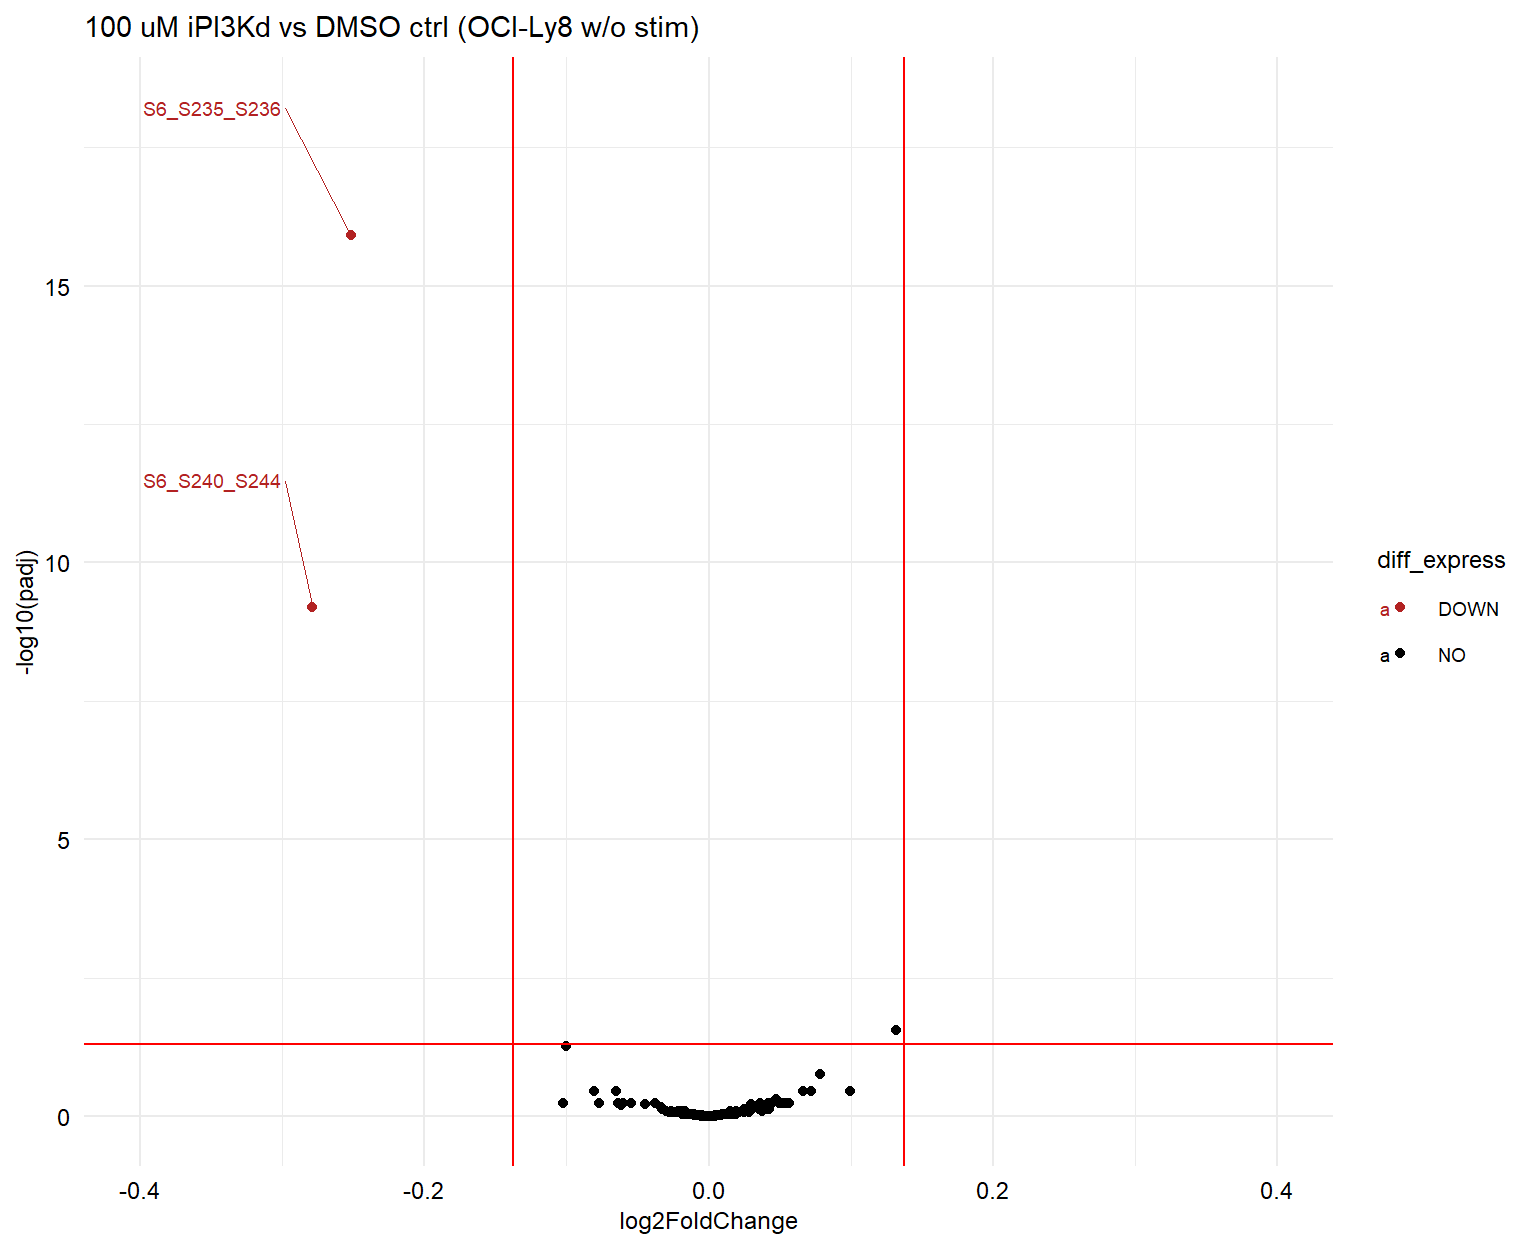 100 uM iPI3Kd vs DMSO ctrl (OCI-Ly8 w/o stim)
S6_S235_S236
S6_S240_S244
15
10
5
0
-log10(padj)
-0.4
-0.2
0.0
0.2
0.4
log2FoldChange
diff_express
a DOWN
a NO